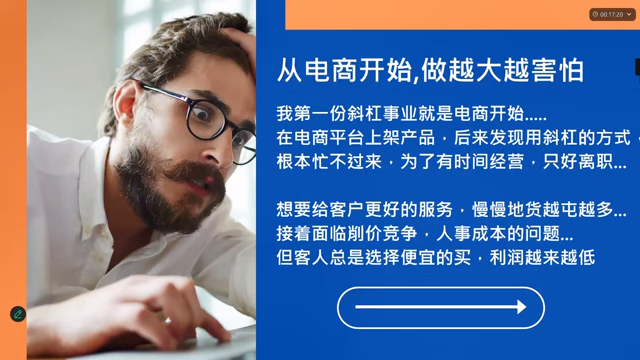 00:17:20
从电商开始,做越大越害怕
我第一份斜杠事业就是电商开始.....
在电商平台上架产品，后来发现用斜杠的方式，
根本忙不过来，为了有时间经营，只好离职...
想要给客户更好的服务，慢慢地货越屯越多...
接着面临削价竞争，人事成本的问题...
但客人总是选择便宜的买，利润越来越低